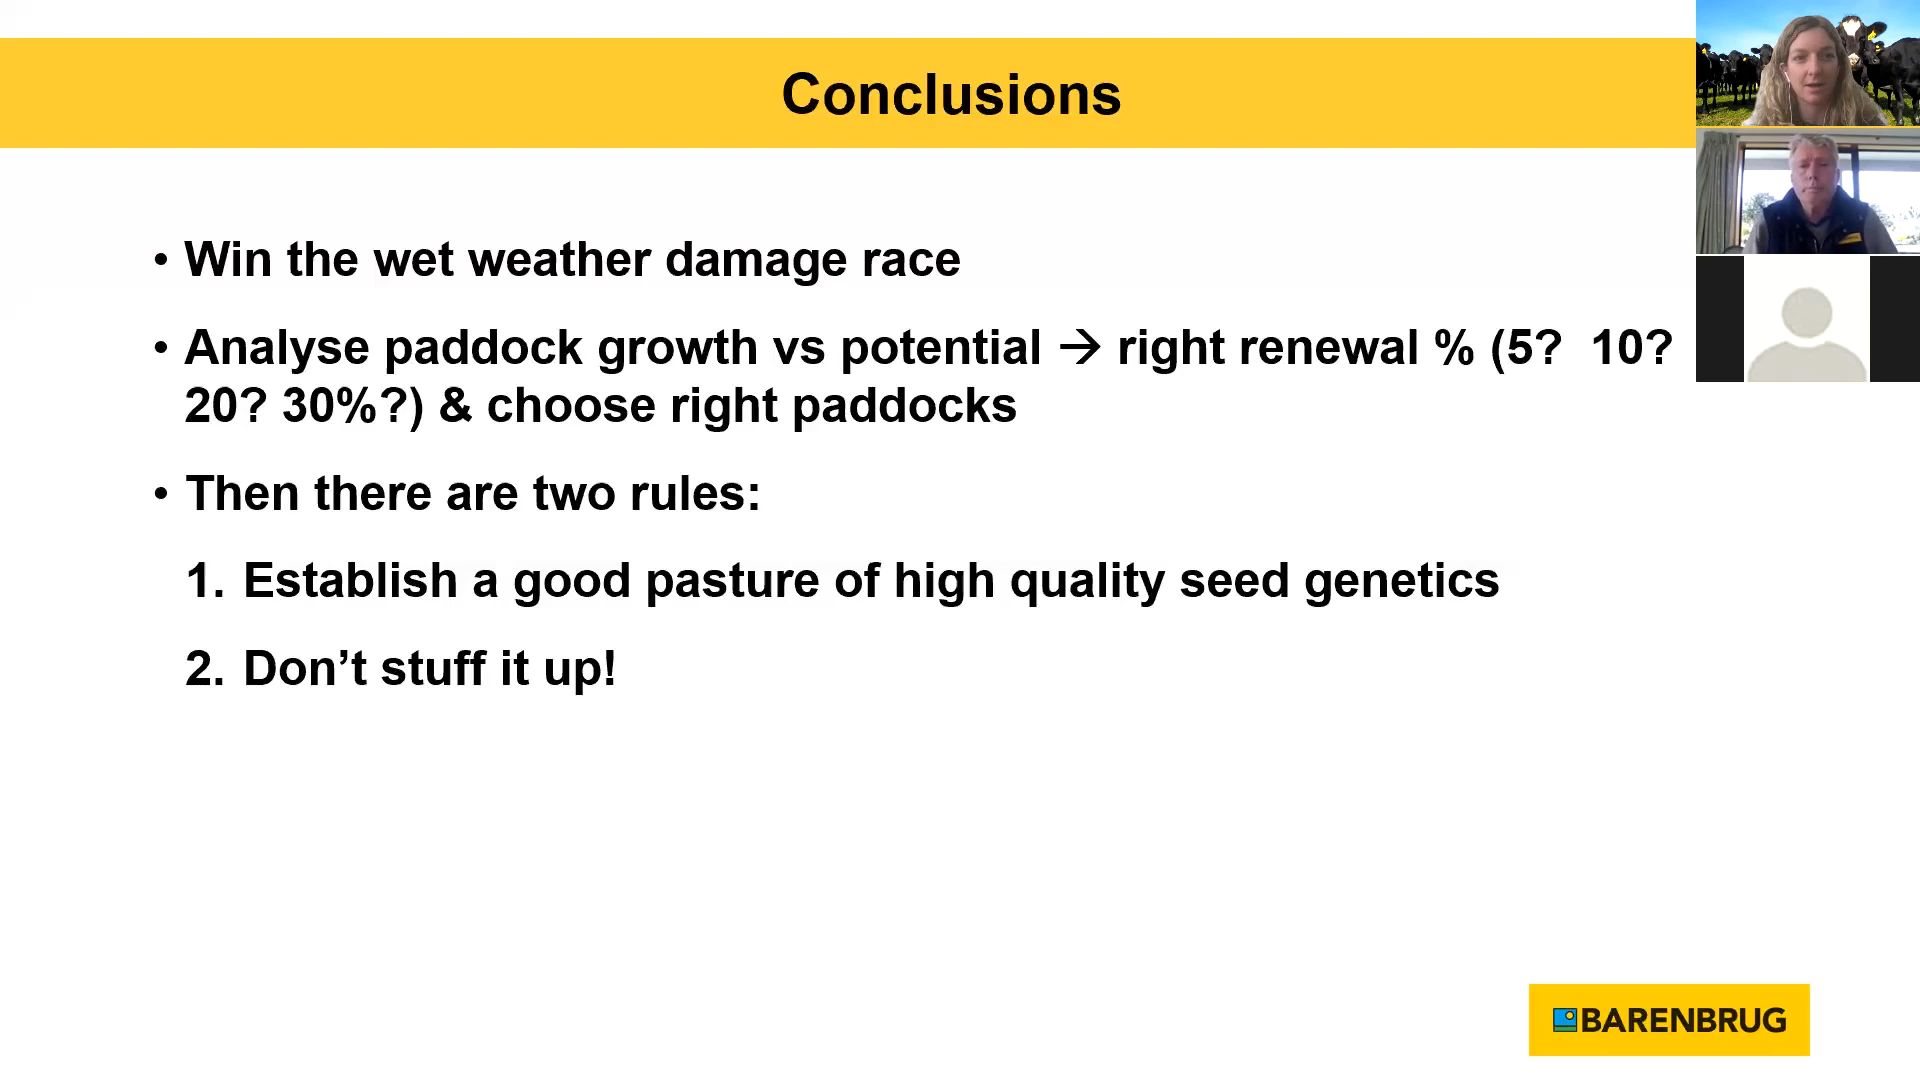 Conclusions
• Win the wet weather damage race
• Analyse paddock growth vs potential → right renewal % (5?  10?
20? 30%?) & choose right paddocks
• Then there are two rules:
1. Establish a good pasture of high quality seed genetics
2. Don’t stuff it up!
BARENBRUG